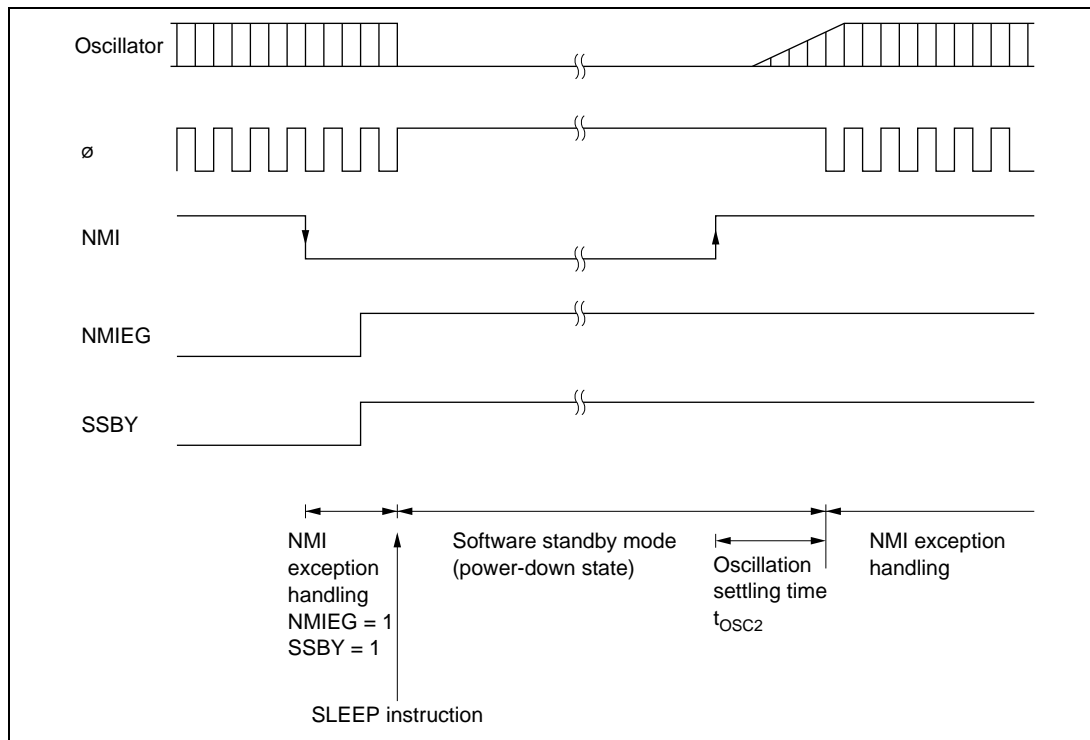 Oscillator
ø
NMI
NMIEG
SSBY
NMI
exception
handling
NMIEG = 1
SSBY = 1
Software standby mode
(power-down state)
Oscillation
settling time
tOSC2
NMI exception
handling
SLEEP instruction